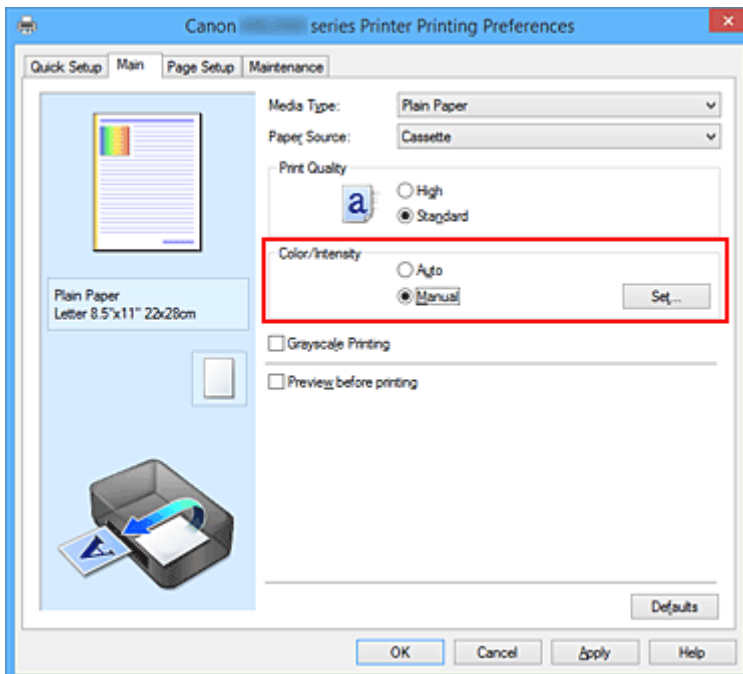 Canon series Printer Printing Preferences
Quick Setup Main Page Setup Maintenance
Media Type: Plain Paper
Paper Source: Cassette
Print Quality
a
High
Standard
Color/Intensity
Auto
Manual Set...
Plain Paper
Letter 8.5"x11" 22x28cm
Grayscale Printing
Preview before printing
A
Defaults
OK Cancel Apply Help